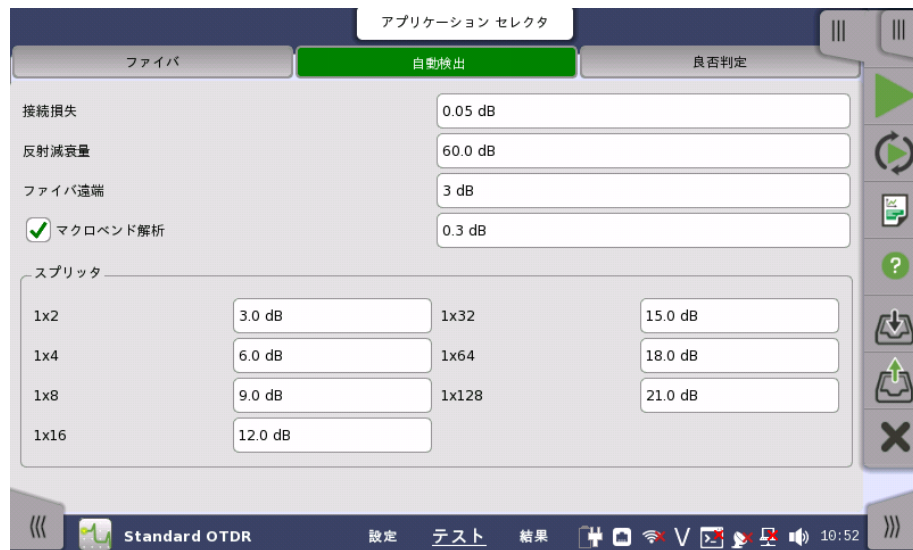 アプリケーション セレクタ
ファイバ 自動検出 良否判定
接続損失 0.05 dB
反射減衰量 60.0 dB
ファイバ遠端 3 dB
マクロベンド解析 0.3 dB
スプリッタ
1x2 3.0 dB 1x32 15.0 dB
1x4 6.0 dB 1x64 18.0 dB
1x8 9.0 dB 1x128 21.0 dB
1x16 12.0 dB
Standard OTDR 設定 テスト 結果 V 10:52